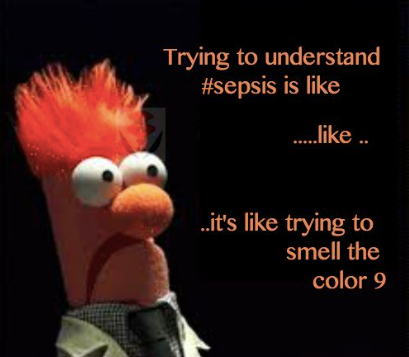 Trying to understand
#sepsis is like
.....like ..
..it's like trying to
smell the
color 9